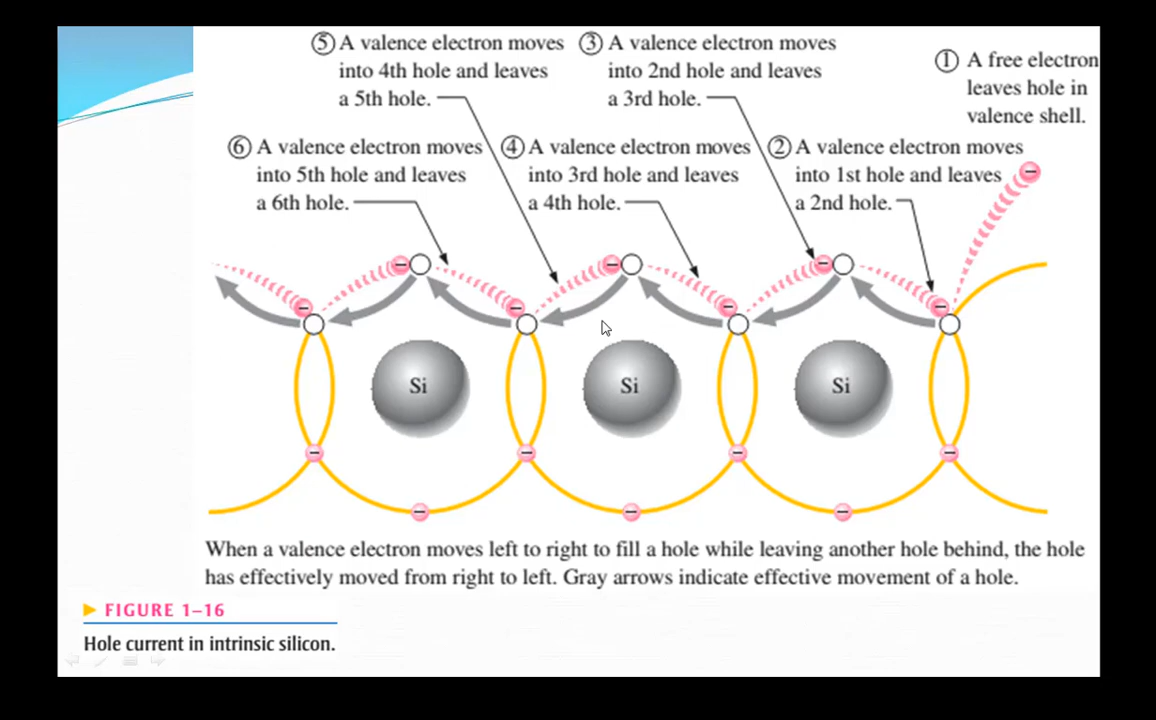 ⑤ A valence electron moves
into 4th hole and leaves
a 5th hole.
③ A valence electron moves
into 2nd hole and leaves
a 3rd hole.
① A free electron
leaves hole in
valence shell.
⑥ A valence electron moves
into 5th hole and leaves
a 6th hole.
④ A valence electron moves
into 3rd hole and leaves
a 4th hole.
② A valence electron moves
into 1st hole and leaves
a 2nd hole.
Si
Si
Si
When a valence electron moves left to right to fill a hole while leaving another hole behind, the hole
has effectively moved from right to left. Gray arrows indicate effective movement of a hole.
FIGURE 1–16
Hole current in intrinsic silicon.